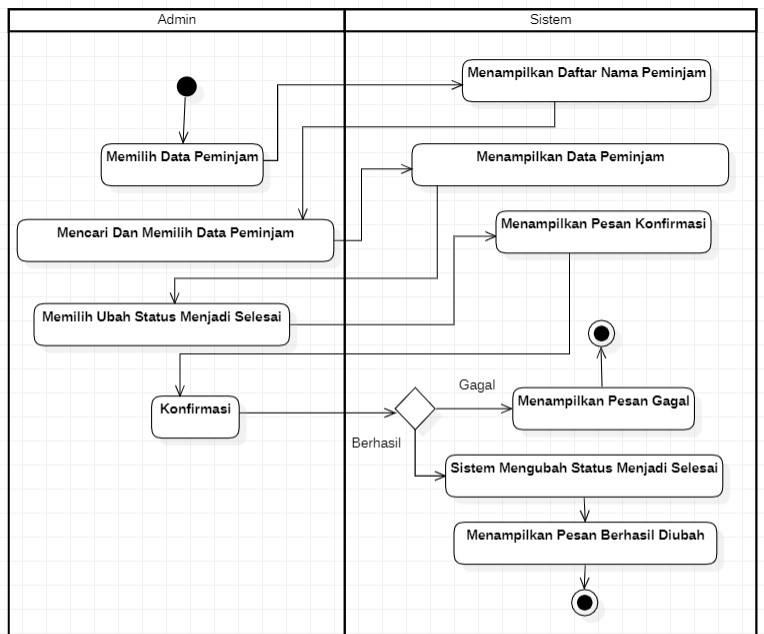 Admin
Sistem
Menampilkan Daftar Nama Peminjam
Memilih Data Peminjam
Menampilkan Data Peminjam
Mencari Dan Memilih Data Peminjam
Menampilkan Pesan Konfirmasi
Memilih Ubah Status Menjadi Selesai
Konfirmasi
Gagal
Menampilkan Pesan Gagal
Berhasil
Sistem Mengubah Status Menjadi Selesai
Menampilkan Pesan Berhasil Diubah